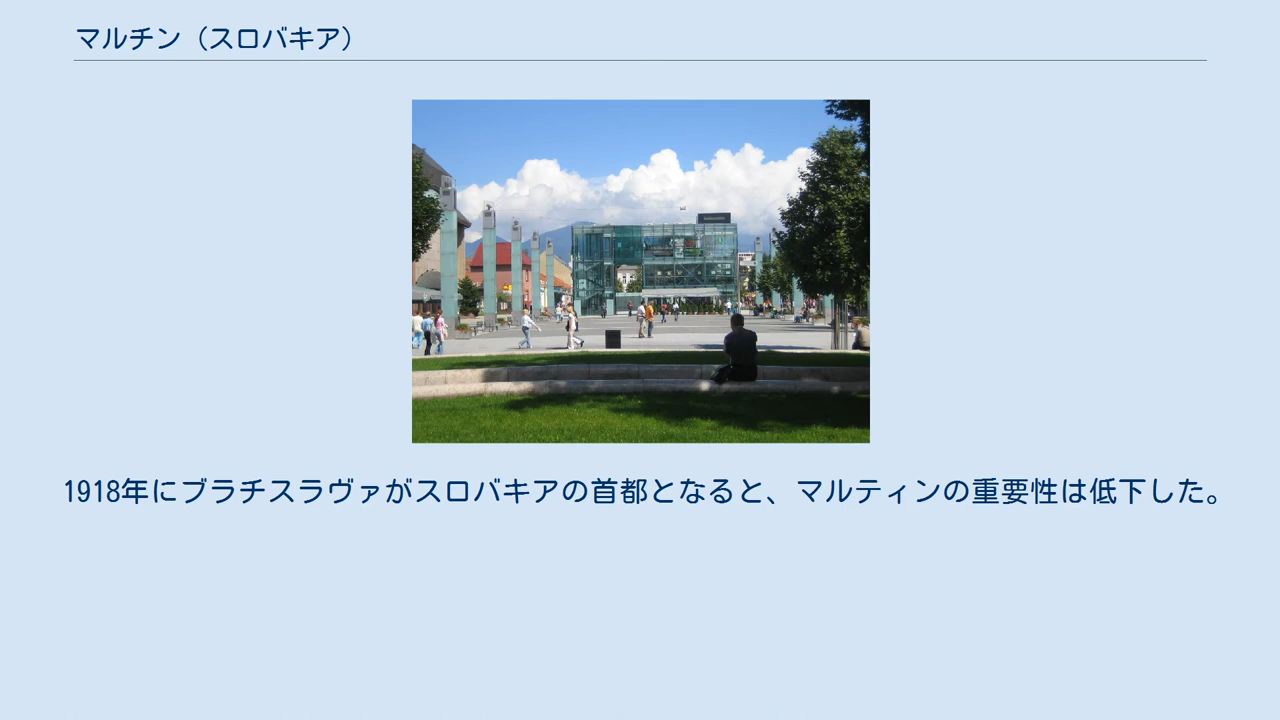 マルチン（スロバキア）
1918年にブラチスラヴァがスロバキアの首都となると、マルティンの重要性は低下した。